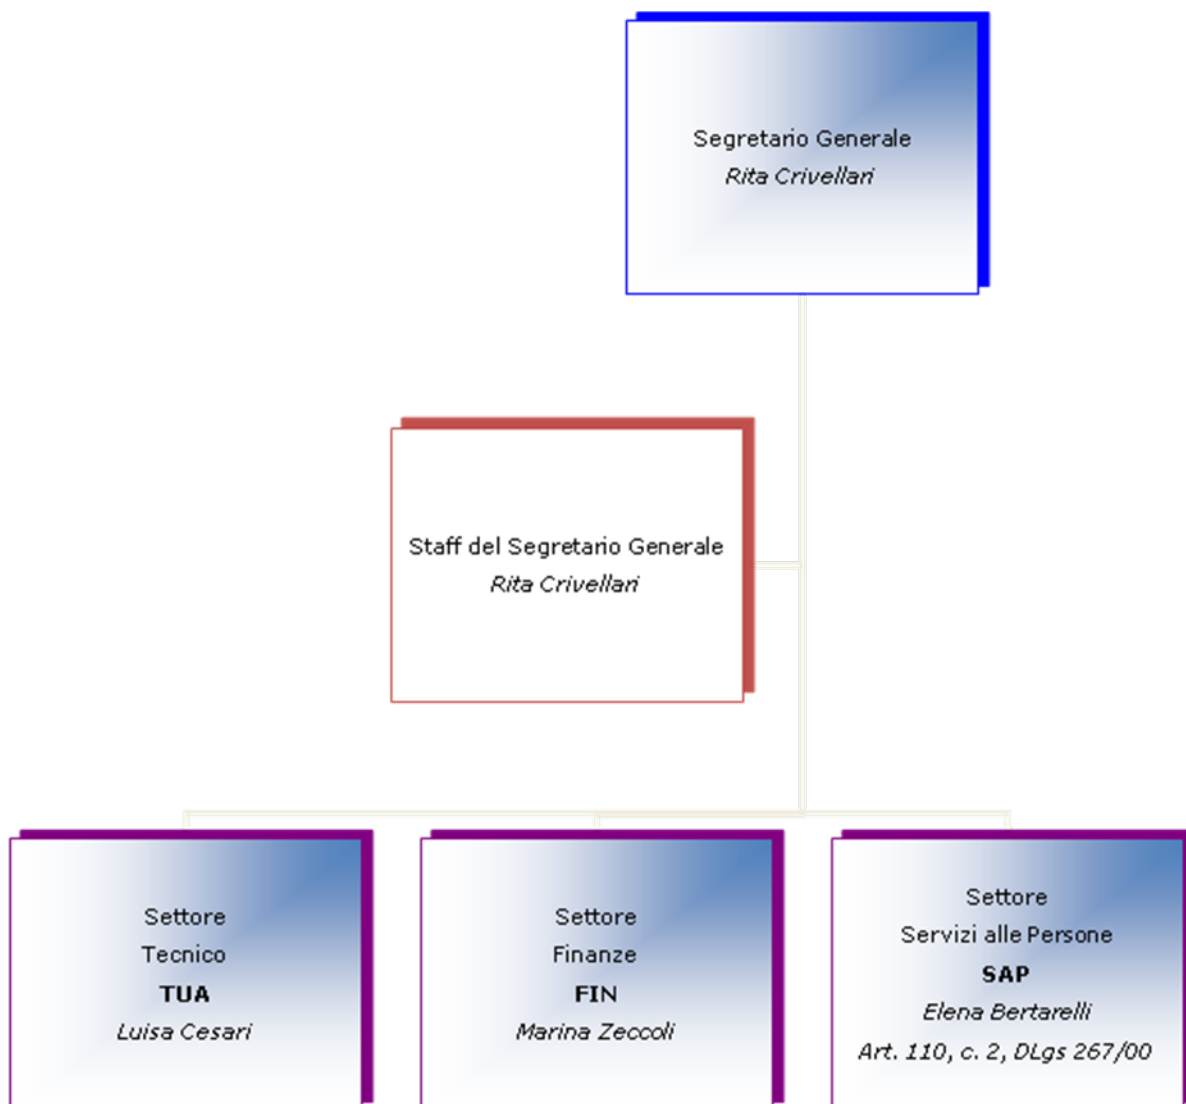 Segretario Generale
Rita Crivellari
Staff del Segretario Generale
Rita Crivellari
Settore
Tecnico
TUA
Luisa Cesari
Settore
Finanze
FIN
Marina Zeccoli
Settore
Servizi alle Persone
SAP
Elena Bertarelli
Art. 110, c. 2, DLgs 267/00